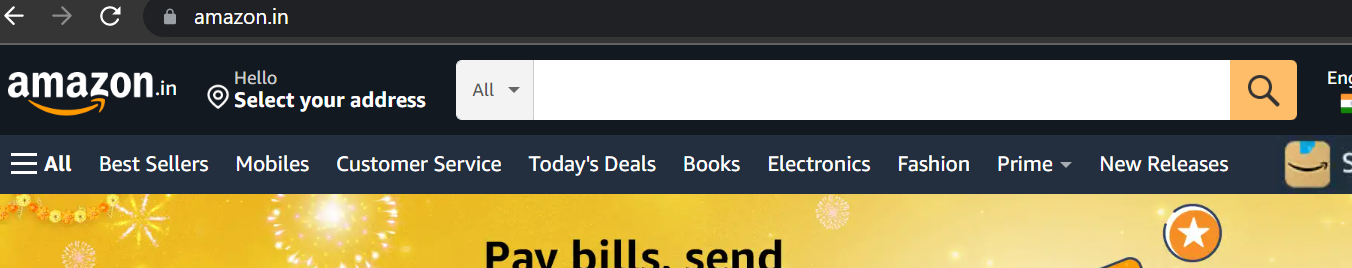 amazon.in
amazon.in
Hello
Select your address
All
All
Best Sellers
Mobiles
Customer Service
Today's Deals
Books
Electronics
Fashion
Prime
New Releases
Pay bills, send